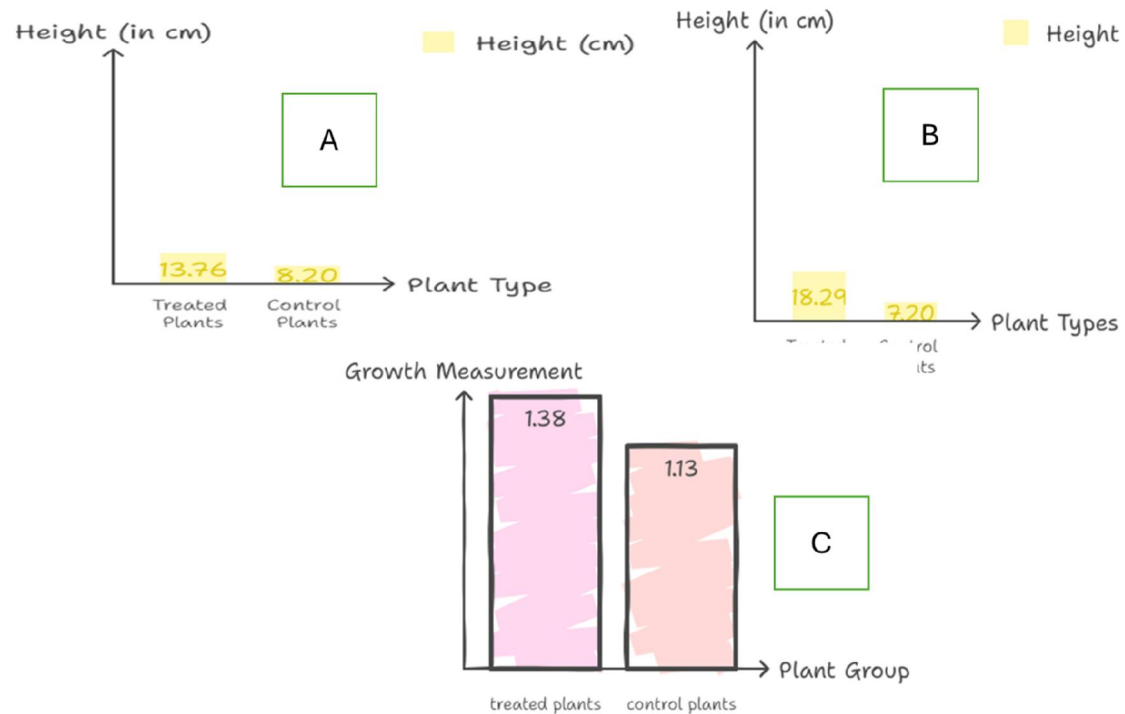 Height (in cm)
Height (cm)
A
13.76
8.20
Plant Type
Treated
Plants
Control
Plants
Height (in cm)
Height
B
18.29
7.20
Plant Types
Growth Measurement
1.38
1.13
C
Plant Group
treated plants
control plants